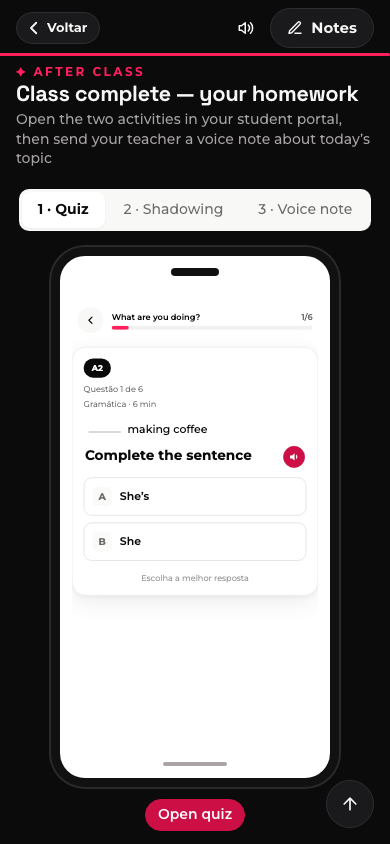 Voltar
Notes
AFTER CLASS
Class complete — your homework
Open the two activities in your student portal,
then send your teacher a voice note about today's
topic
1 · Quiz
2 · Shadowing
3 · Voice note
What are you doing?
1/6
A2
Questão 1 de 6
Gramática · 6 min
____ making coffee
Complete the sentence
A She's
B She
Escolha a melhor resposta
Open quiz